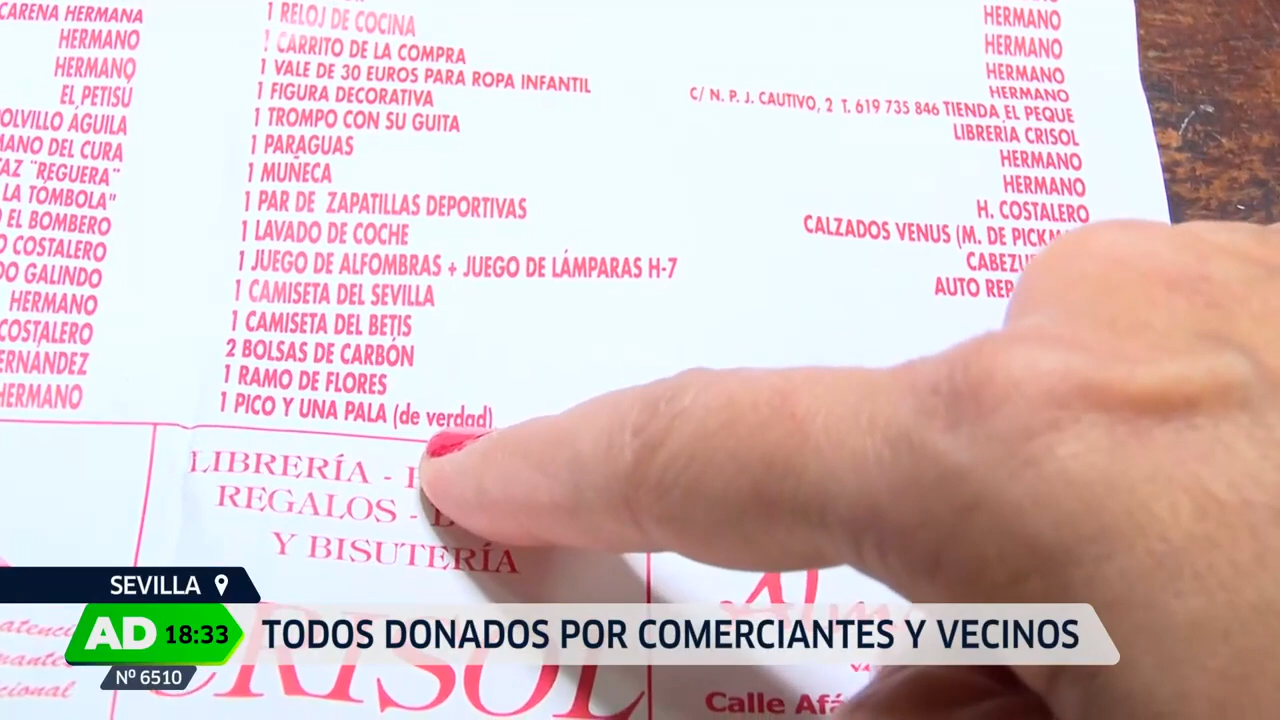 CARENA HERMANA
HERMANO
HERMANO
EL PETISÚ
OLVILLO ÁGUILA
MANO DEL CURA
TAZ "REGUERA"
LA TÓMBOLA"
EL BOMBERO
COSTALERO
DO GALINDO
HERMANO
COSTALERO
ERNÁNDEZ
HERMANO
1 RELOJ DE COCINA
1 CARRITO DE LA COMPRA
1 VALE DE 30 EUROS PARA ROPA INFANTIL
1 FIGURA DECORATIVA
1 TROMPO CON SU GUITA
1 PARAGUAS
1 MUÑECA
1 PAR DE ZAPATILLAS DEPORTIVAS
1 LAVADO DE COCHE
1 JUEGO DE ALFOMBRAS + JUEGO DE LÁMPARAS H-7
1 CAMISETA DEL SEVILLA
1 CAMISETA DEL BETIS
2 BOLSAS DE CARBÓN
1 RAMO DE FLORES
1 PICO Y UNA PALA (de verdad)
HERMANO
HERMANO
HERMANO
HERMANO
C/ N. P. J. CAUTIVO, 2 T. 619 735 846 TIENDA EL PEQUE
LIBRERÍA CRISOL
HERMANO
HERMANO
H. COSTALERO
CALZADOS VENUS (M. DE PICKM
CABEZU
AUTO REP
LIBRERÍA -
REGALOS -
Y BISUTERÍA
CRISOL
Calle Afá
SEVILLA
AD 18:33
Nº 6510
TODOS DONADOS POR COMERCIANTES Y VECINOS